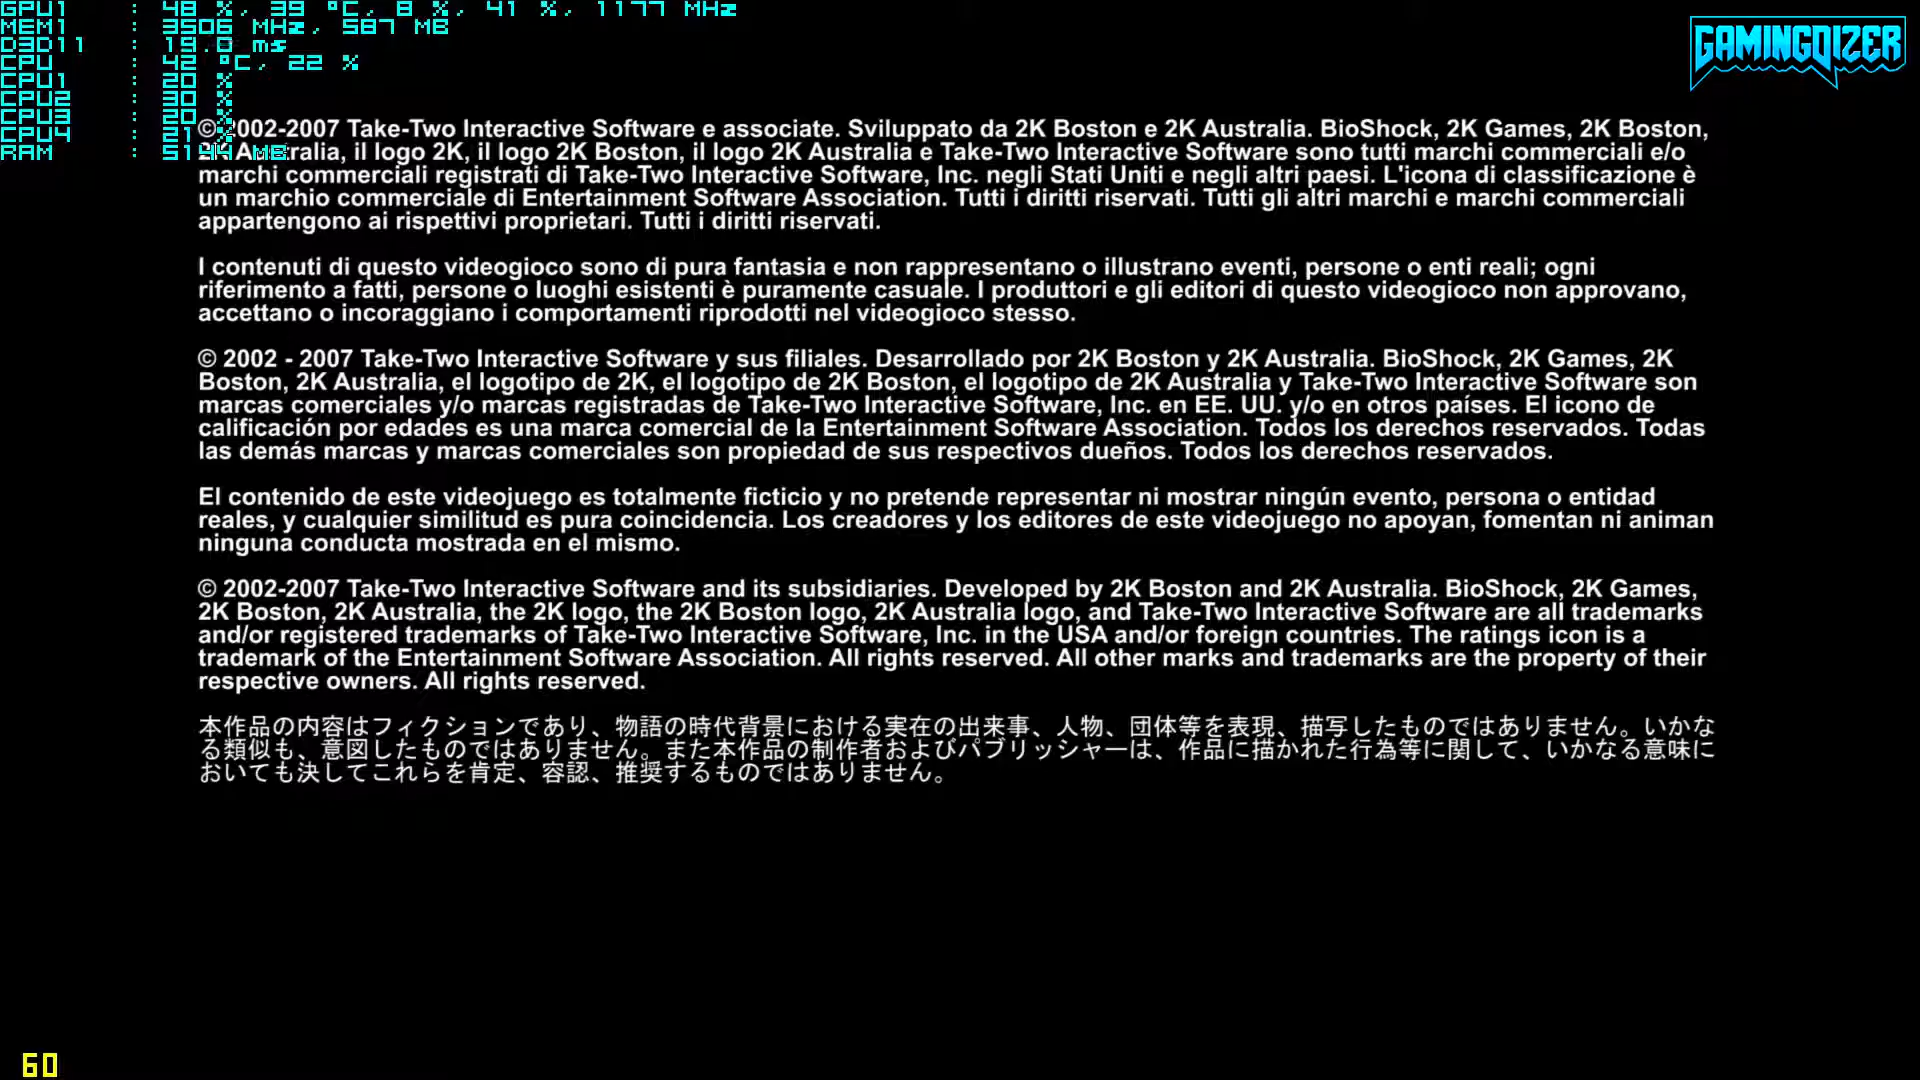 GPU1 : 48 %, 39 °C, 8 %, 41 %, 1177 MHz
MEM1 : 3506 MHz, 587 MB
D3D11 : 19.0 ms
CPU : 42 °C, 22 %
CPU1 : 20 %
CPU2 : 30 %
CPU3 : 20 %
CPU4 : 21 %
RAM : 5144 MB
GAMINGDIZER
© 2002-2007 Take-Two Interactive Software e associate. Sviluppato da 2K Boston e 2K Australia. BioShock, 2K Games, 2K Boston,
2K Australia, il logo 2K, il logo 2K Boston, il logo 2K Australia e Take-Two Interactive Software sono tutti marchi commerciali e/o
marchi commerciali registrati di Take-Two Interactive Software, Inc. negli Stati Uniti e negli altri paesi. L'icona di classificazione è
un marchio commerciale di Entertainment Software Association. Tutti i diritti riservati. Tutti gli altri marchi e marchi commerciali
appartengono ai rispettivi proprietari. Tutti i diritti riservati.
I contenuti di questo videogioco sono di pura fantasia e non rappresentano o illustrano eventi, persone o enti reali; ogni
riferimento a fatti, persone o luoghi esistenti è puramente casuale. I produttori e gli editori di questo videogioco non approvano,
accettano o incoraggiano i comportamenti riprodotti nel videogioco stesso.
© 2002 - 2007 Take-Two Interactive Software y sus filiales. Desarrollado por 2K Boston y 2K Australia. BioShock, 2K Games, 2K
Boston, 2K Australia, el logotipo de 2K, el logotipo de 2K Boston, el logotipo de 2K Australia y Take-Two Interactive Software son
marcas comerciales y/o marcas registradas de Take-Two Interactive Software, Inc. en EE. UU. y/o en otros países. El icono de
calificación por edades es una marca comercial de la Entertainment Software Association. Todos los derechos reservados. Todas
las demás marcas y marcas comerciales son propiedad de sus respectivos dueños. Todos los derechos reservados.
El contenido de este videojuego es totalmente ficticio y no pretende representar ni mostrar ningún evento, persona o entidad
reales, y cualquier similitud es pura coincidencia. Los creadores y los editores de este videojuego no apoyan, fomentan ni animan
ninguna conducta mostrada en el mismo.
© 2002-2007 Take-Two Interactive Software and its subsidiaries. Developed by 2K Boston and 2K Australia. BioShock, 2K Games,
2K Boston, 2K Australia, the 2K logo, the 2K Boston logo, 2K Australia logo, and Take-Two Interactive Software are all trademarks
and/or registered trademarks of Take-Two Interactive Software, Inc. in the USA and/or foreign countries. The ratings icon is a
trademark of the Entertainment Software Association. All rights reserved. All other marks and trademarks are the property of their
respective owners. All rights reserved.
本作品の内容はフィクションであり、物語の時代背景における実在の出来事、人物、団体等を表現、描写したものではありません。いかな
る類似も、意図したものではありません。また本作品の制作者およびパブリッシャーは、作品に描かれた行為等に関して、いかなる意味に
おいても決してこれらを肯定、容認、推奨するものではありません。
60